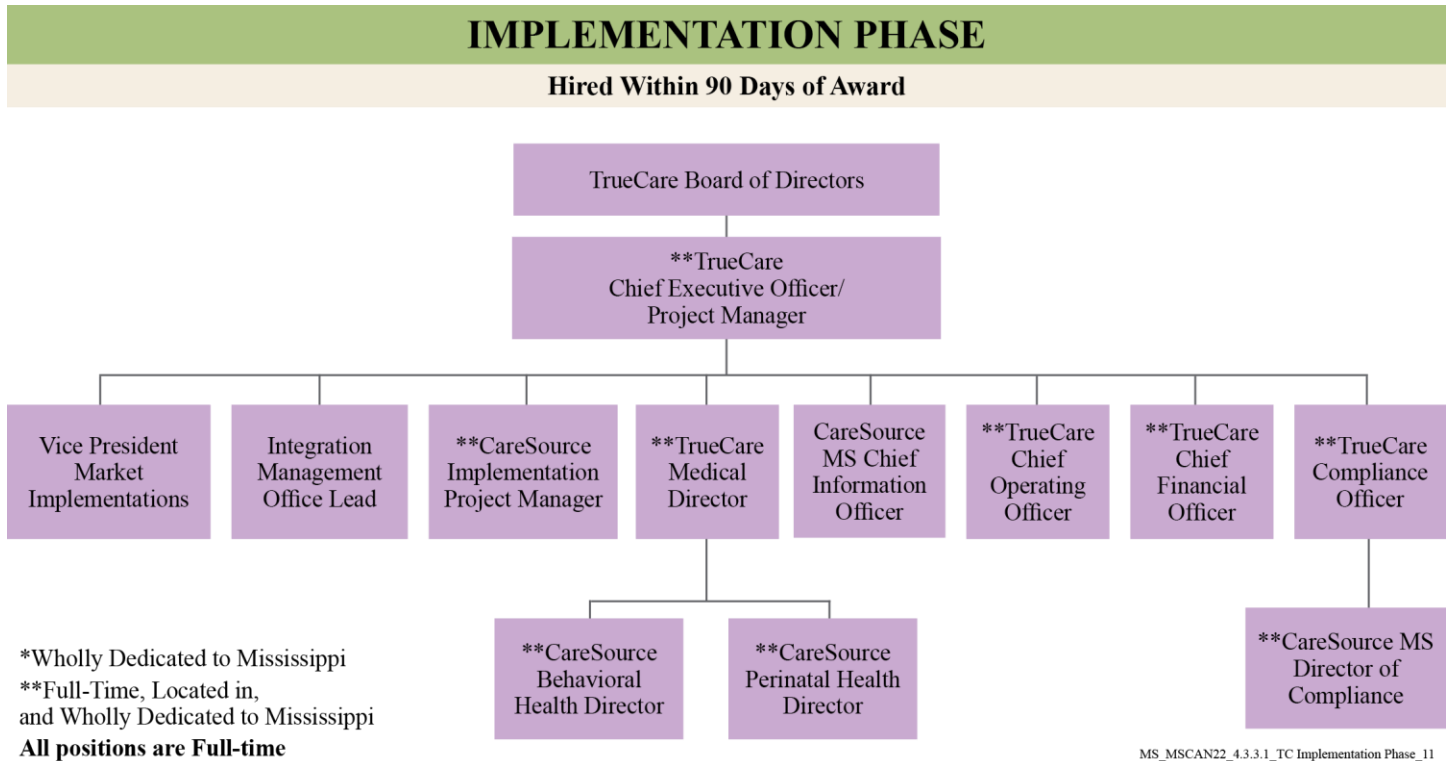 IMPLEMENTATION PHASE
Hired Within 90 Days of Award
TrueCare Board of Directors
**TrueCare
Chief Executive Officer/
Project Manager
Vice President
Market
Implementations
Integration
Management
Office Lead
**CareSource
Implementation
Project Manager
**TrueCare
Medical
Director
CareSource
MS Chief
Information
Officer
**TrueCare
Chief
Operating
Officer
**TrueCare
Chief
Financial
Officer
**TrueCare
Compliance
Officer
**CareSource
Behavioral
Health Director
**CareSource
Perinatal Health
Director
**CareSource MS
Director of
Compliance
*Wholly Dedicated to Mississippi
**Full-Time, Located in,
and Wholly Dedicated to Mississippi
All positions are Full-time
MS_MSCAN22_4.3.3.1_TC Implementation Phase_11